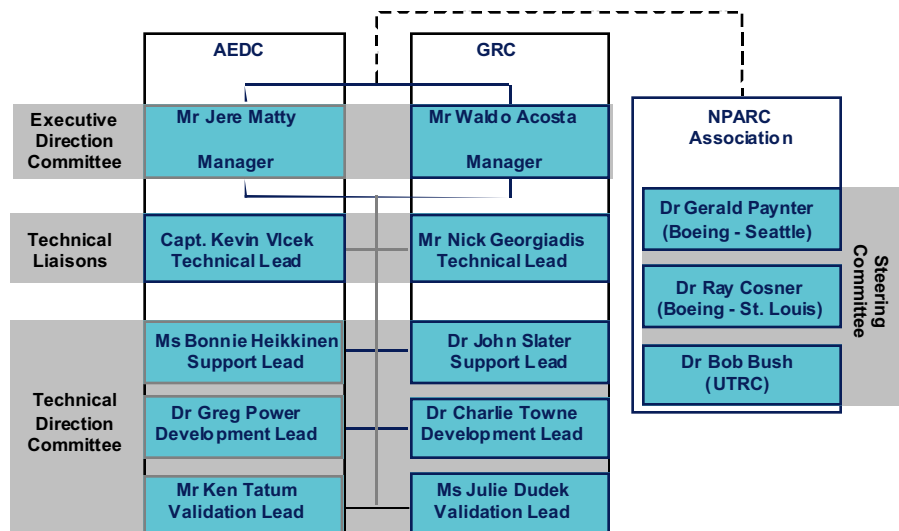 AEDC
GRC
Executive
Direction
Committee
Mr Jere Matty
Manager
Mr Waldo Acosta
Manager
Technical
Liaisons
Capt. Kevin Vlcek
Technical Lead
Mr Nick Georgiadis
Technical Lead
Technical
Direction
Committee
Ms Bonnie Heikkinen
Support Lead
Dr John Slater
Support Lead
Dr Greg Power
Development Lead
Dr Charlie Towne
Development Lead
Mr Ken Tatum
Validation Lead
Ms Julie Dudek
Validation Lead
NPARC
Association
Dr Gerald Paynter
(Boeing - Seattle)
Dr Ray Cosner
(Boeing - St. Louis)
Dr Bob Bush
(UTRC)
Steering
Committee